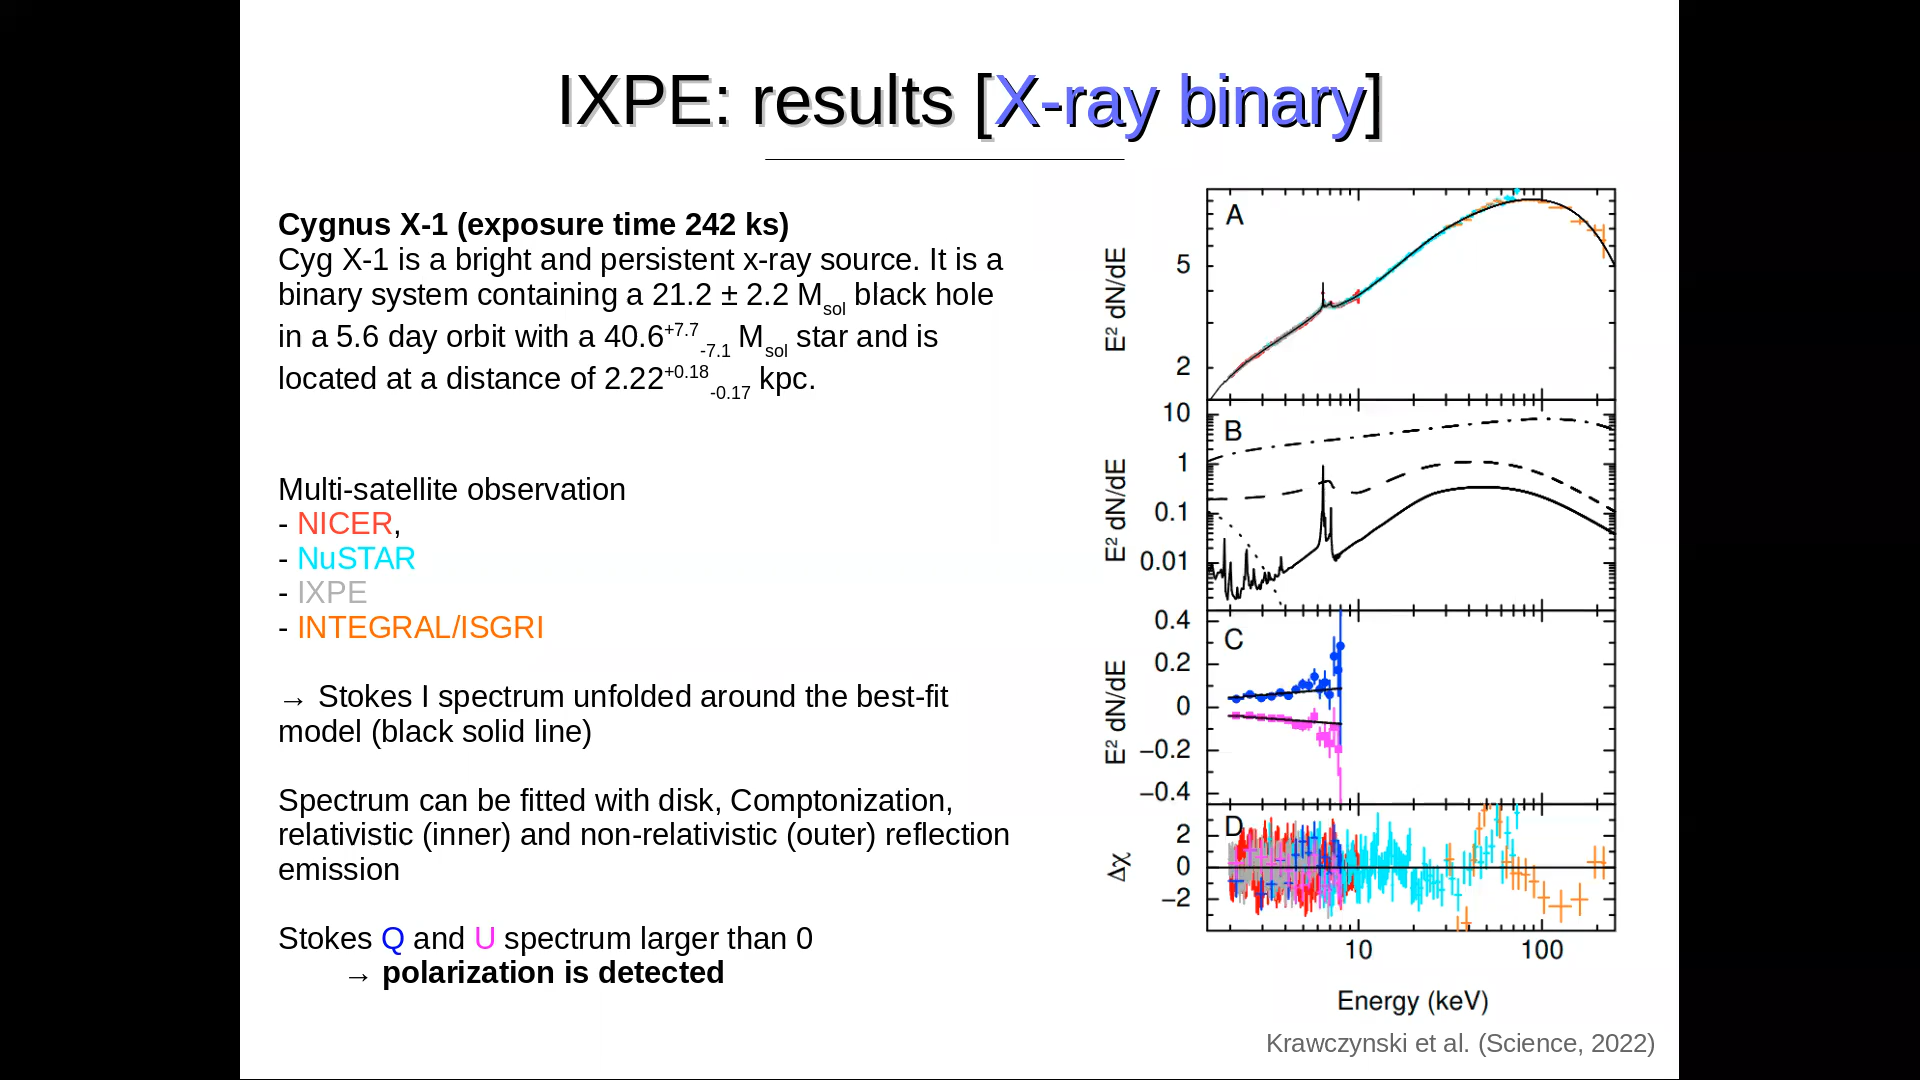 IXPE: results [X-ray binary]
Cygnus X-1 (exposure time 242 ks)
Cyg X-1 is a bright and persistent x-ray source. It is a
binary system containing a 21.2 ± 2.2 Msol black hole
in a 5.6 day orbit with a 40.6+7.7-7.1 Msol star and is
located at a distance of 2.22+0.18-0.17 kpc.
Multi-satellite observation
- NICER,
- NuSTAR
- IXPE
- INTEGRAL/ISGRI
→ Stokes I spectrum unfolded around the best-fit
model (black solid line)
Spectrum can be fitted with disk, Comptonization,
relativistic (inner) and non-relativistic (outer) reflection
emission
Stokes Q and U spectrum larger than 0
→ polarization is detected
A
E² dN/dE
5
2
B
E² dN/dE
10
1
0.1
0.01
C
E² dN/dE
0.4
0.2
0
−0.2
−0.4
D
Δχ
2
0
−2
10 100
Energy (keV)
Krawczynski et al. (Science, 2022)